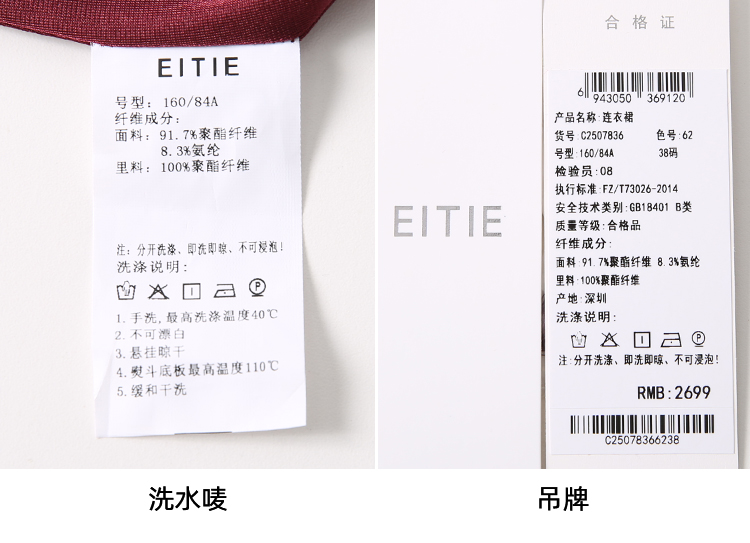 EITIE
号型: 160/84A
纤维成分:
面料: 91.7%聚酯纤维
8.3%氨纶
里料: 100%聚酯纤维
注: 分开洗涤、即洗即晾、不可浸泡!
洗涤说明:
1. 手洗,最高洗涤温度40℃
2. 不可漂白
3. 悬挂晾干
4. 熨斗底板最高温度110℃
5. 缓和干洗
洗水唛
EITIE
合格证
6 943050 369120
产品名称:连衣裙
货号:C2507836 色号:62
号型:160/84A 38码
检验员:08
执行标准:FZ/T73026-2014
安全技术类别:GB18401 B类
质量等级:合格品
纤维成分:
面料:91.7%聚酯纤维 8.3%氨纶
里料:100%聚酯纤维
产地:深圳
洗涤说明:
注:分开洗涤、即洗即晾、不可浸泡!
RMB:2699
C25078366238
吊牌